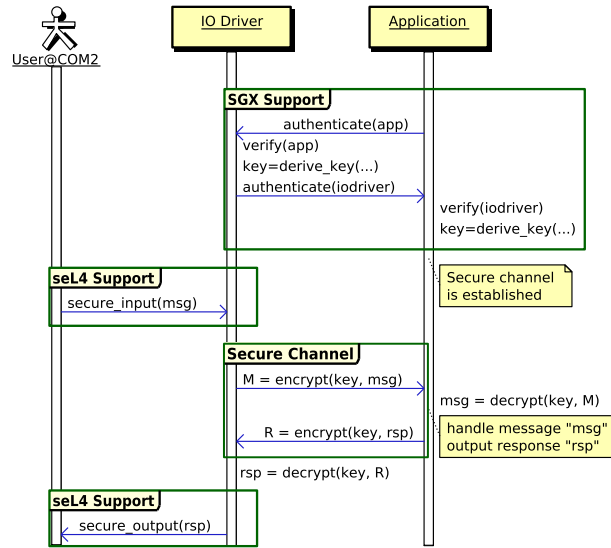 IO Driver
Application
User@COM2
SGX Support
authenticate(app)
verify(app)
key=derive_key(...)
authenticate(iodriver)
verify(iodriver)
key=derive_key(...)
Secure channel
is established
seL4 Support
secure_input(msg)
Secure Channel
M = encrypt(key, msg)
msg = decrypt(key, M)
handle message "msg"
output response "rsp"
R = encrypt(key, rsp)
rsp = decrypt(key, R)
seL4 Support
secure_output(rsp)